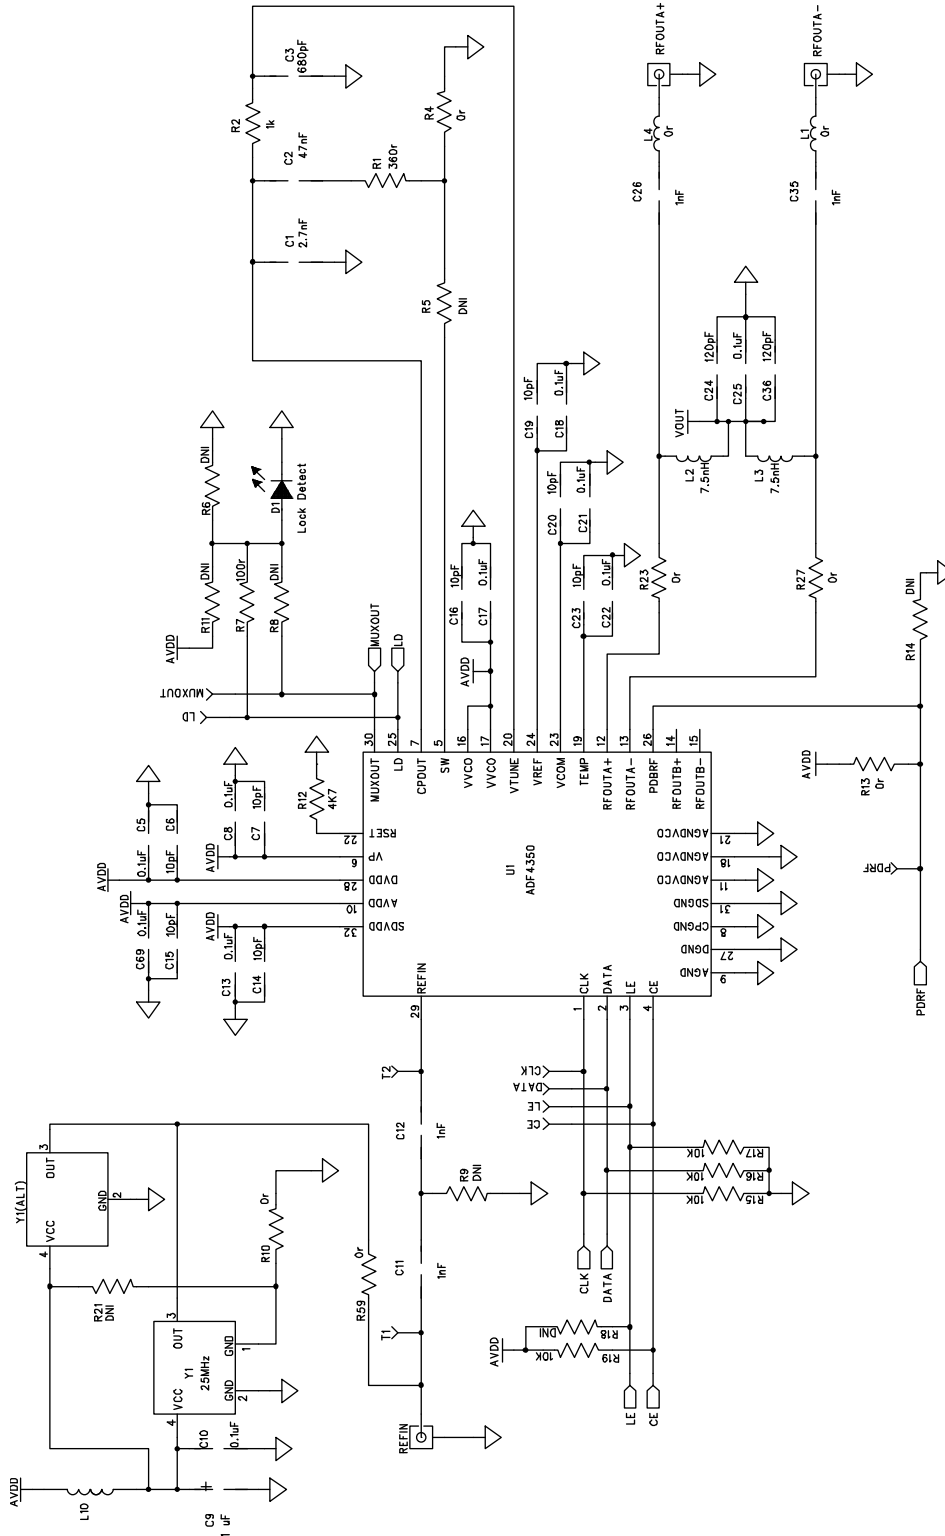 RFOUTA+
RFOUTA-
C3
680pF
R2
1k
R4
0r
C2
47nF
R1
360r
L4
0r
L1
0r
C26
1nF
C35
1nF
C1
2.7nF
R5
DNI
120pF
0.1uF
120pF
C24
C25
C36
VOUT
10pF
0.1uF
C19
C18
R6
DNI
D1
Lock Detect
L2
7.5nH
L3
7.5nH
10pF
0.1uF
C20
C21
R11
DNI
R7
100r
R8
DNI
10pF
0.1uF
C16
C17
10pF
0.1uF
C23
C22
R23
0r
R27
0r
R14
DNI
AVDD
MUXOUT
LD
AVDD
MUXOUT
LD
30
25
7
5
16
17
20
24
23
19
12
13
26
14
15
MUXOUT
LD
CPPOUT
SW
VVCO
VVCO
VTUNE
VREF
VCOM
TEMP
RFOUTA+
RFOUTA-
PDBRF
RFOUTB+
RFOUTB-
AVDD
R13
0r
R12
4K7
C5
C6
0.1uF
10pF
0.1uF
10pF
C8
C7
AVDD
AVDD
AVDD
AVDD
22
6
28
10
32
RSET
VP
DVDD
AVDD
SDVDD
U1
ADF4350
AGNDVCO
AGNDVCO
AGNDVCO
SDGND
CPGND
DGND
AGND
21
18
11
31
8
27
9
PDRF
PDRF
0.1uF
10pF
C69
C15
0.1uF
10pF
C13
C14
REFIN
CLK
DATA
LE
CE
29
1
2
3
4
T2
CLK
DATA
LE
CE
C12
1nF
R9
DNI
R17
10K
R16
10K
R15
10K
Y1(ALT)
OUT
3
GND
2
VCC
4
R10
0r
R59
0r
C11
1nF
CLK
DATA
R21
DNI
T1
AVDD
R18
DNI
R19
10K
OUT
3
Y1
25MHz
GND
1
GND
2
VCC
4
LE
CE
REFIN
C10
0.1uF
AVDD
L10
C9
1 uF